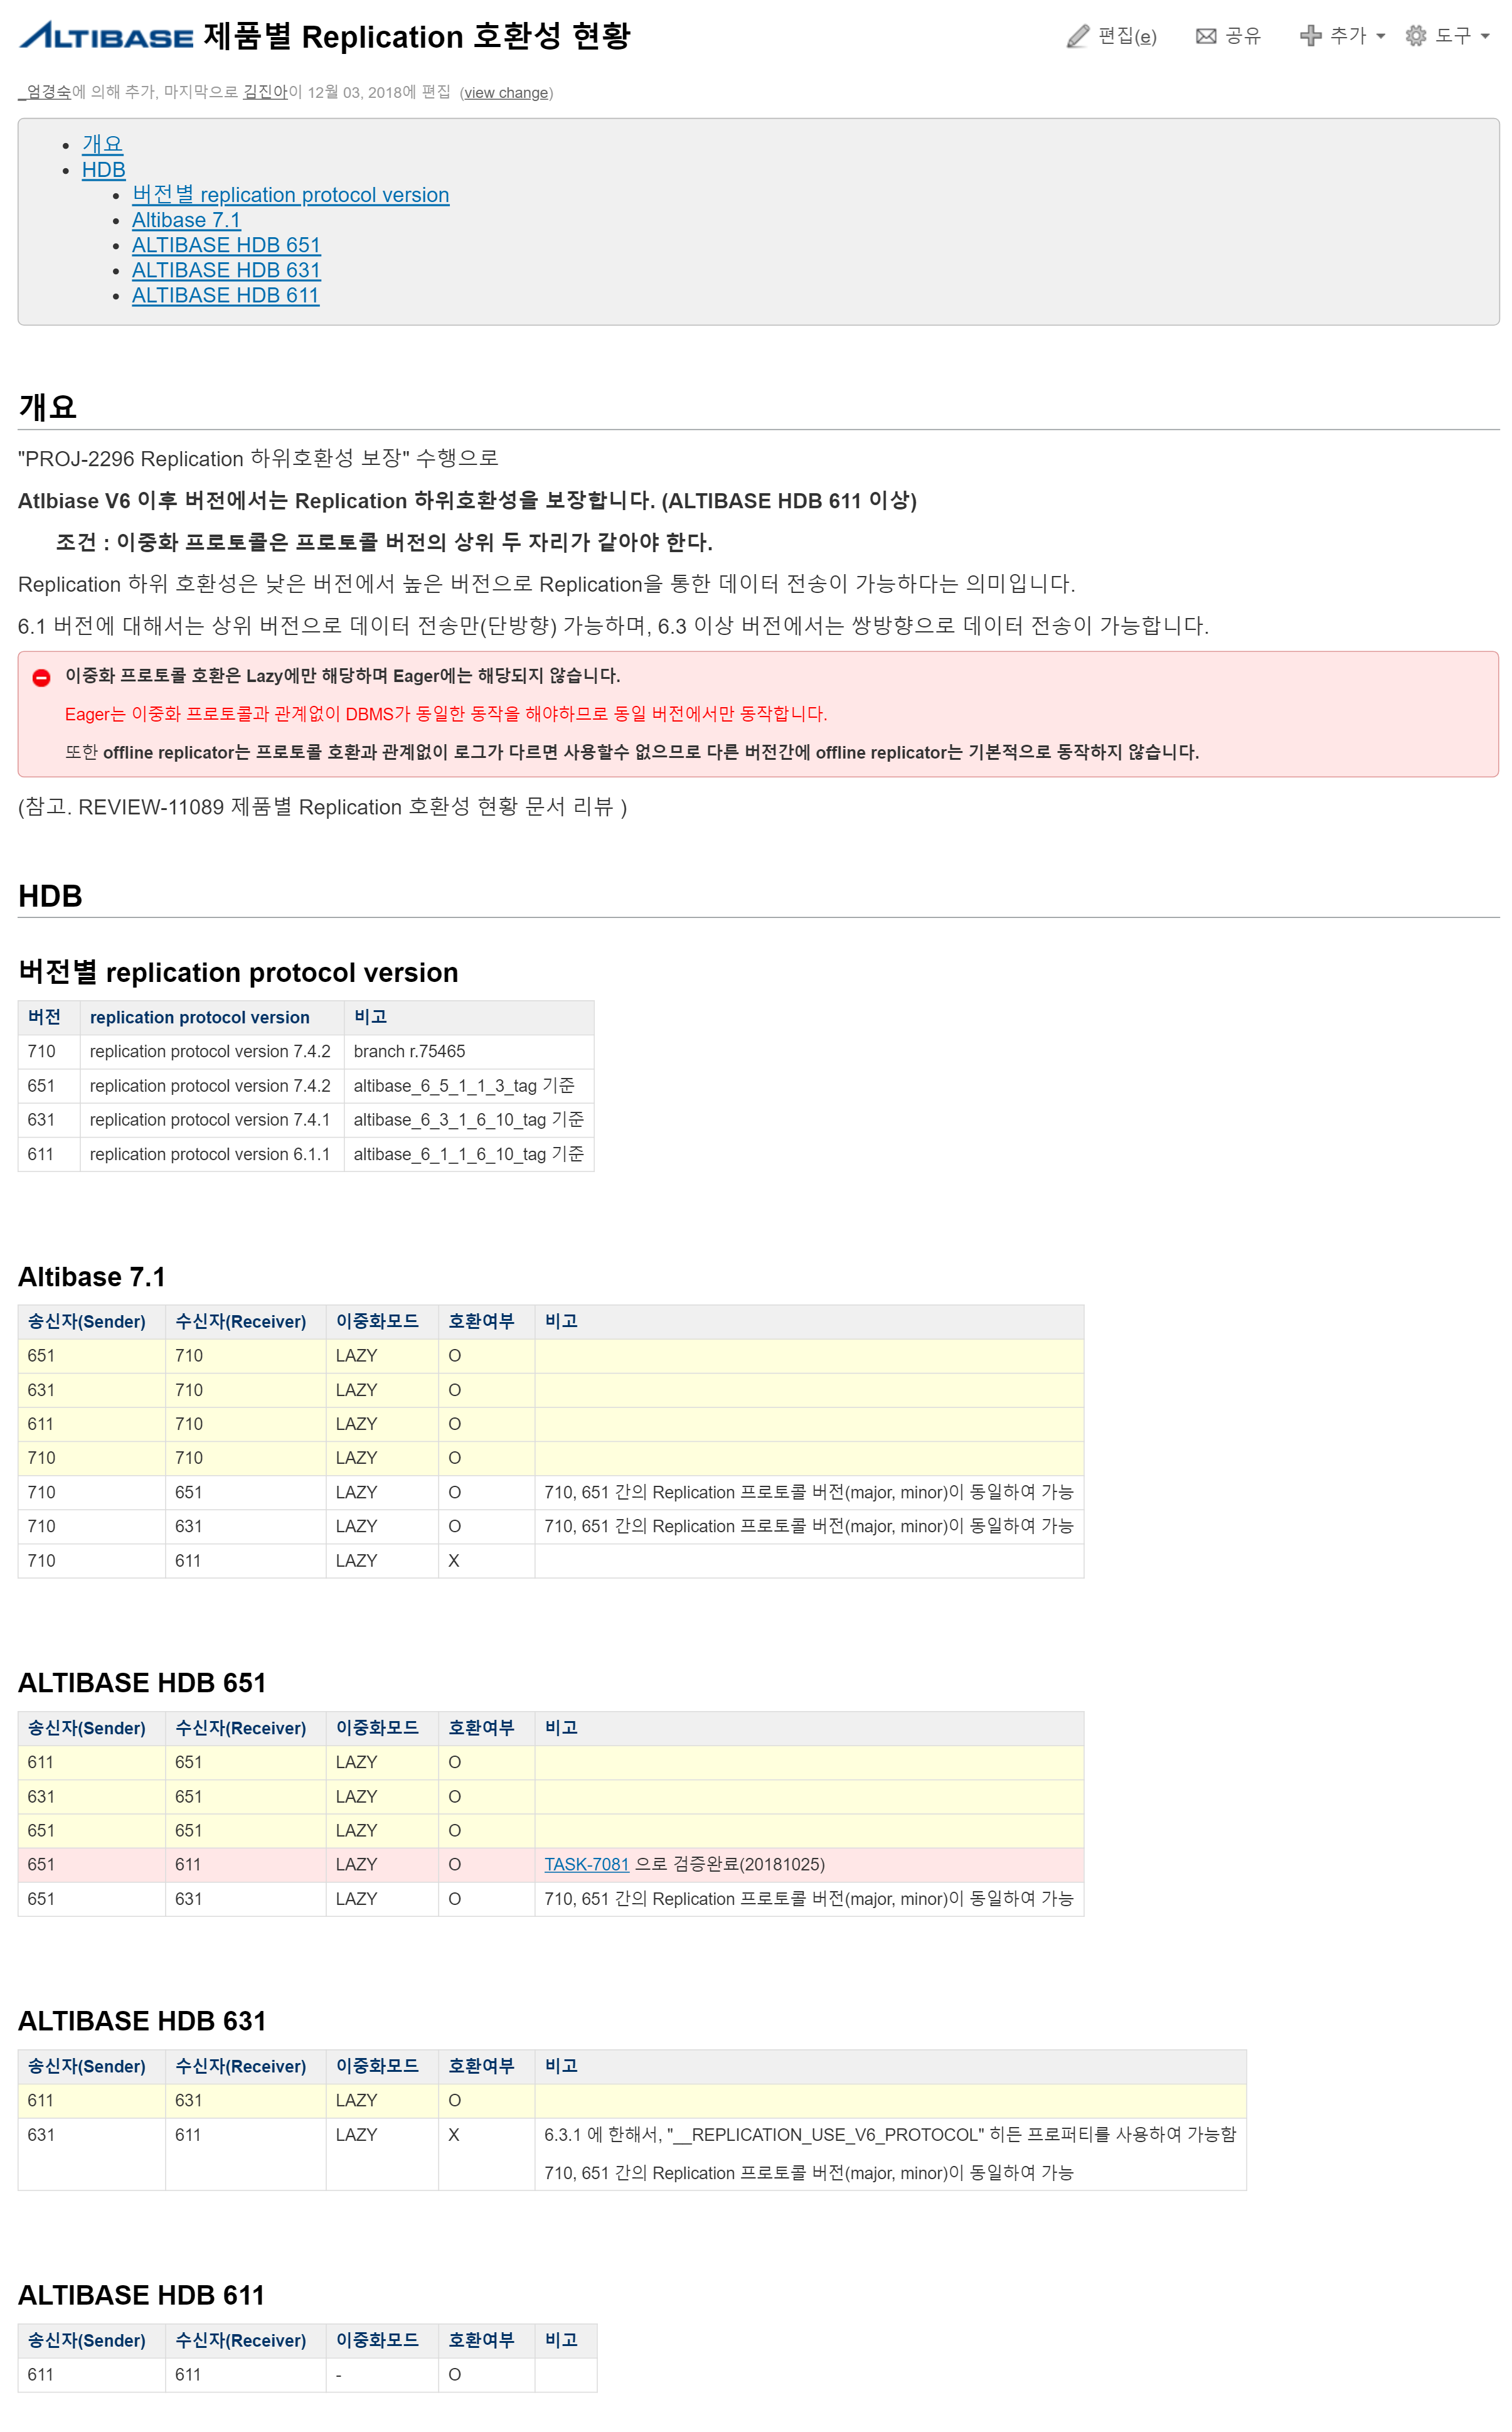 ALTIBASE 제품별 Replication 호환성 현황
편집(e) 공유 추가 도구
_엄경숙에 의해 추가, 마지막으로 김진아이 12월 03, 2018에 편집 (view change)
개요
HDB
버전별 replication protocol version
Altibase 7.1
ALTIBASE HDB 651
ALTIBASE HDB 631
ALTIBASE HDB 611
개요
"PROJ-2296 Replication 하위호환성 보장" 수행으로
Atlbiase V6 이후 버전에서는 Replication 하위호환성을 보장합니다. (ALTIBASE HDB 611 이상)
조건 : 이중화 프로토콜은 프로토콜 버전의 상위 두 자리가 같아야 한다.
Replication 하위 호환성은 낮은 버전에서 높은 버전으로 Replication을 통한 데이터 전송이 가능하다는 의미입니다.
6.1 버전에 대해서는 상위 버전으로 데이터 전송만(단방향) 가능하며, 6.3 이상 버전에서는 쌍방향으로 데이터 전송이 가능합니다.
이중화 프로토콜 호환은 Lazy에만 해당하며 Eager에는 해당되지 않습니다.
Eager는 이중화 프로토콜과 관계없이 DBMS가 동일한 동작을 해야하므로 동일 버전에서만 동작합니다.
또한 offline replicator는 프로토콜 호환과 관계없이 로그가 다르면 사용할수 없으므로 다른 버전간에 offline replicator는 기본적으로 동작하지 않습니다.
(참고. REVIEW-11089 제품별 Replication 호환성 현황 문서 리뷰 )
HDB
버전별 replication protocol version
버전 replication protocol version 비고
710 replication protocol version 7.4.2 branch r.75465
651 replication protocol version 7.4.2 altibase_6_5_1_1_3_tag 기준
631 replication protocol version 7.4.1 altibase_6_3_1_6_10_tag 기준
611 replication protocol version 6.1.1 altibase_6_1_1_6_10_tag 기준
Altibase 7.1
송신자(Sender) 수신자(Receiver) 이중화모드 호환여부 비고
651 710 LAZY O
631 710 LAZY O
611 710 LAZY O
710 710 LAZY O
710 651 LAZY O 710, 651 간의 Replication 프로토콜 버전(major, minor)이 동일하여 가능
710 631 LAZY O 710, 651 간의 Replication 프로토콜 버전(major, minor)이 동일하여 가능
710 611 LAZY X
ALTIBASE HDB 651
송신자(Sender) 수신자(Receiver) 이중화모드 호환여부 비고
611 651 LAZY O
631 651 LAZY O
651 651 LAZY O
651 611 LAZY O TASK-7081 으로 검증완료(20181025)
651 631 LAZY O 710, 651 간의 Replication 프로토콜 버전(major, minor)이 동일하여 가능
ALTIBASE HDB 631
송신자(Sender) 수신자(Receiver) 이중화모드 호환여부 비고
611 631 LAZY O
631 611 LAZY X 6.3.1 에 한해서, "__REPLICATION_USE_V6_PROTOCOL" 히든 프로퍼티를 사용하여 가능함
710, 651 간의 Replication 프로토콜 버전(major, minor)이 동일하여 가능
ALTIBASE HDB 611
송신자(Sender) 수신자(Receiver) 이중화모드 호환여부 비고
611 611 - O